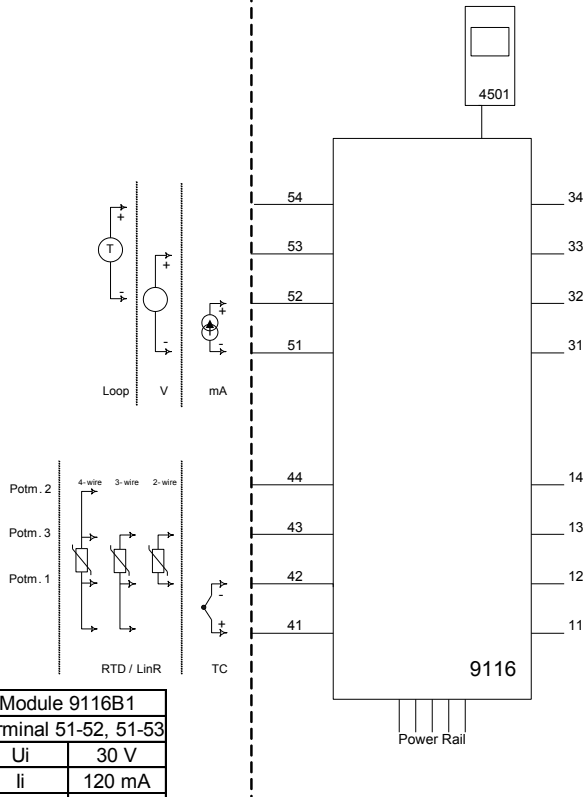 4501
54 34
+
T
53 33
+
- 52 32
+
- - 51 31
Loop V mA
Potm. 2 4-wire 3-wire 2-wire 44 14
Potm. 3 43 13
Potm. 1 42 12
-
+
41 11
RTD / LinR TC
9116
Power Rail
Module 9116B1
rminal 51-52, 51-53
Ui 30 V
Ii 120 mA